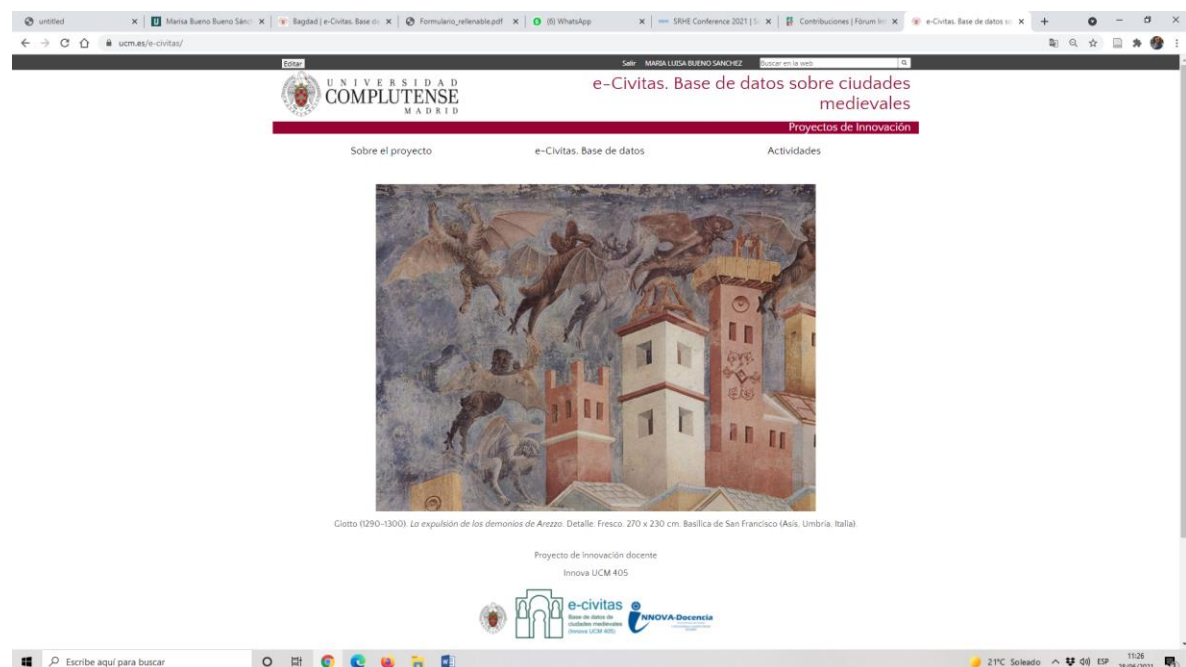 untitled
Marisa Bueno Bueno Sánc
Bagdad | e-Civitas. Base de
Formulario_rellenable.pdf
(6) WhatsApp
SRHE Conference 2021 | S
Contribuciones | Fórum In
e-Civitas. Base de datos so
ucm.es/e-civitas/
Editar
Salir MARIA LUISA BUENO SANCHEZ
Buscar en la web
UNIVERSIDAD
COMPLUTENSE
MADRID
e-Civitas. Base de datos sobre ciudades
medievales
Proyectos de Innovación
Sobre el proyecto
e-Civitas. Base de datos
Actividades
Giotto (1290-1300). La expulsión de los demonios de Arezzo. Detalle. Fresco. 270 x 230 cm. Basílica de San Francisco (Asís, Umbría, Italia)
Proyecto de Innovación docente
Innova UCM 405
e-civitas
Base de datos de
ciudades medievales
(Innova UCM 405)
INNOVA-Docencia
Escribe aquí para buscar
21°C Soleado
ESP
11:26